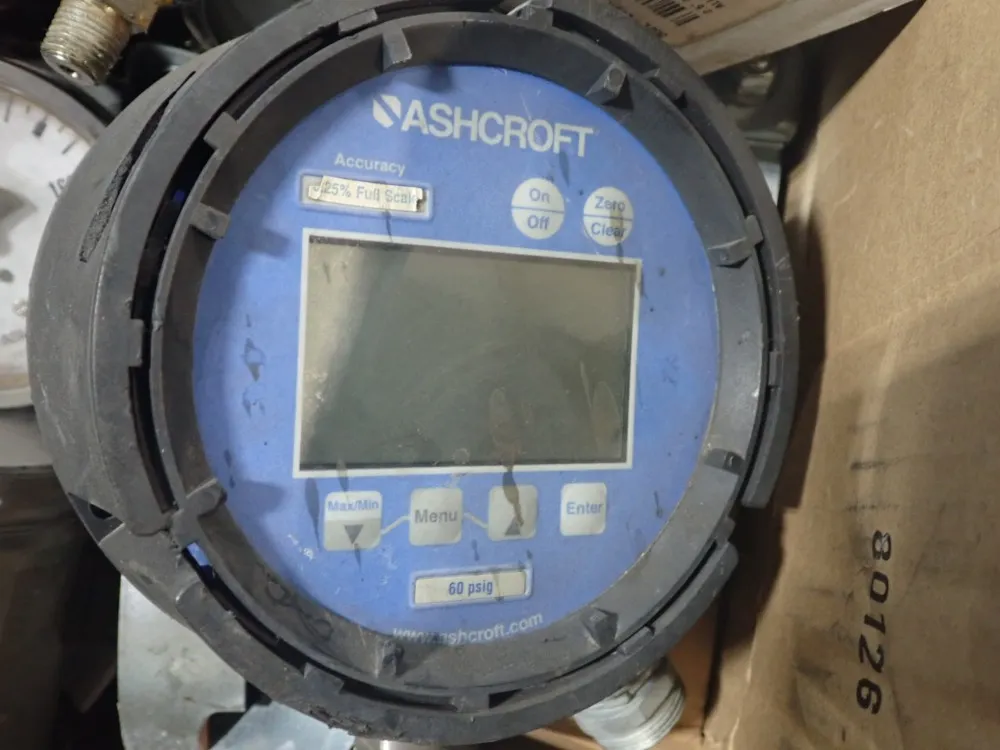 ASHCROFT
Accuracy
.25% Full Scale
On
Off
Zero
Clear
Max/Min
Menu
Enter
60 psig
www.ashcroft.com
80126